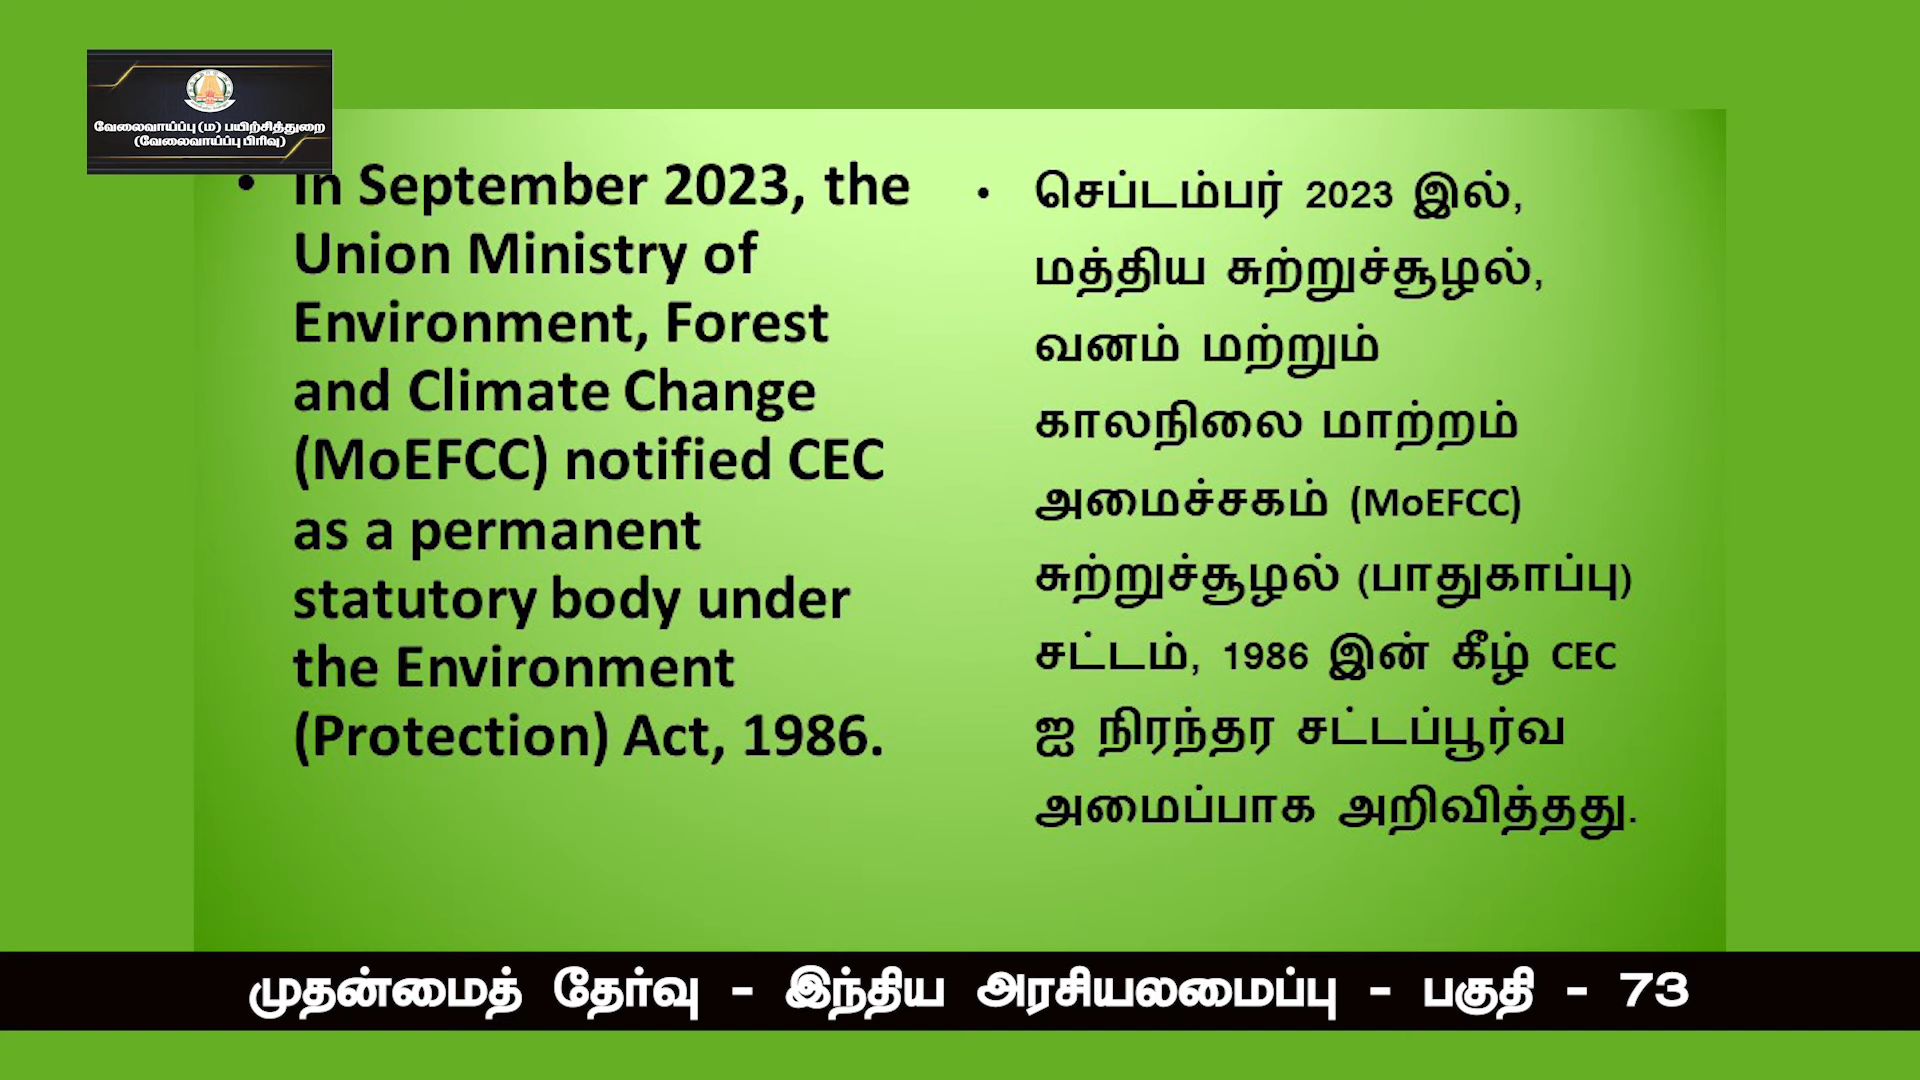 வேலைவாய்ப்பு (ம) பயிற்சித்துறை
(வேலைவாய்ப்பு பிரிவு)
• In September 2023, the
Union Ministry of
Environment, Forest
and Climate Change
(MoEFCC) notified CEC
as a permanent
statutory body under
the Environment
(Protection) Act, 1986.
• செப்டம்பர் 2023 இல்,
மத்திய சுற்றுச்சூழல்,
வனம் மற்றும்
காலநிலை மாற்றம்
அமைச்சகம் (MoEFCC)
சுற்றுச்சூழல் (பாதுகாப்பு)
சட்டம், 1986 இன் கீழ் CEC
ஐ நிரந்தர சட்டப்பூர்வ
அமைப்பாக அறிவித்தது.
முதன்மைத் தேர்வு - இந்திய அரசியலமைப்பு - பகுதி - 73